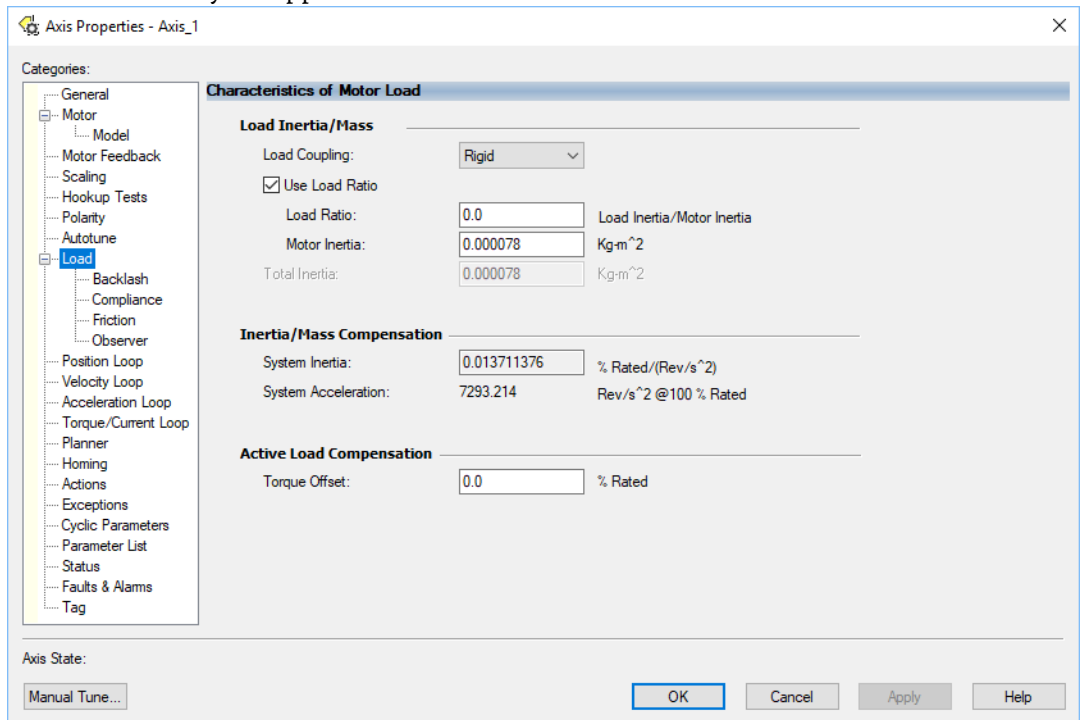 Axis Properties - Axis_1
Categories:
General
Motor
Model
Motor Feedback
Scaling
Hookup Tests
Polarity
Autotune
Load
Backlash
Compliance
Friction
Observer
Position Loop
Velocity Loop
Acceleration Loop
Torque/Current Loop
Planner
Homing
Actions
Exceptions
Cyclic Parameters
Parameter List
Status
Faults & Alarms
Tag
Characteristics of Motor Load
Load Inertia/Mass
Load Coupling: Rigid
Use Load Ratio
Load Ratio: 0.0 Load Inertia/Motor Inertia
Motor Inertia: 0.000078 Kg-m^2
Total Inertia: 0.000078 Kg-m^2
Inertia/Mass Compensation
System Inertia: 0.013711376 % Rated/(Rev/s^2)
System Acceleration: 7293.214 Rev/s^2 @100 % Rated
Active Load Compensation
Torque Offset: 0.0 % Rated
Axis State:
Manual Tune... OK Cancel Apply Help